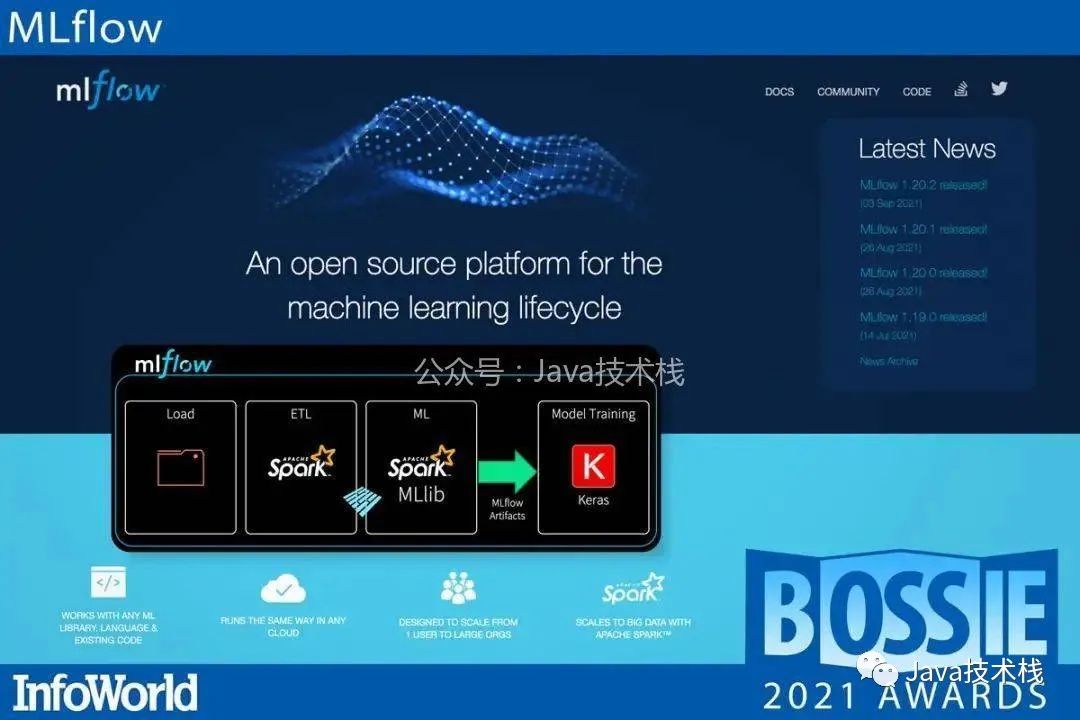 MLflow
mlflow
DOCS COMMUNITY CODE
Latest News
MLflow 1.20.2 released!
(03 Sep 2021)
MLflow 1.20.1 released!
(26 Aug 2021)
MLflow 1.20.0 released!
(26 Aug 2021)
MLflow 1.19.0 released!
(14 Jul 2021)
News Archive
An open source platform for the
machine learning lifecycle
mlflow
公众号：Java技术栈
Load
ETL
APACHE
Spark™
ML
APACHE
Spark™
MLlib
MLflow
Artifacts
Model Training
K
Keras
</>
WORKS WITH ANY ML
LIBRARY, LANGUAGE &
EXISTING CODE
RUNS THE SAME WAY IN ANY
CLOUD
DESIGNED TO SCALE FROM
1 USER TO LARGE ORGS
APACHE
Spark
SCALES TO BIG DATA WITH
APACHE SPARK™
BOSSIE
2021 AWARDS
Java技术栈
InfoWorld